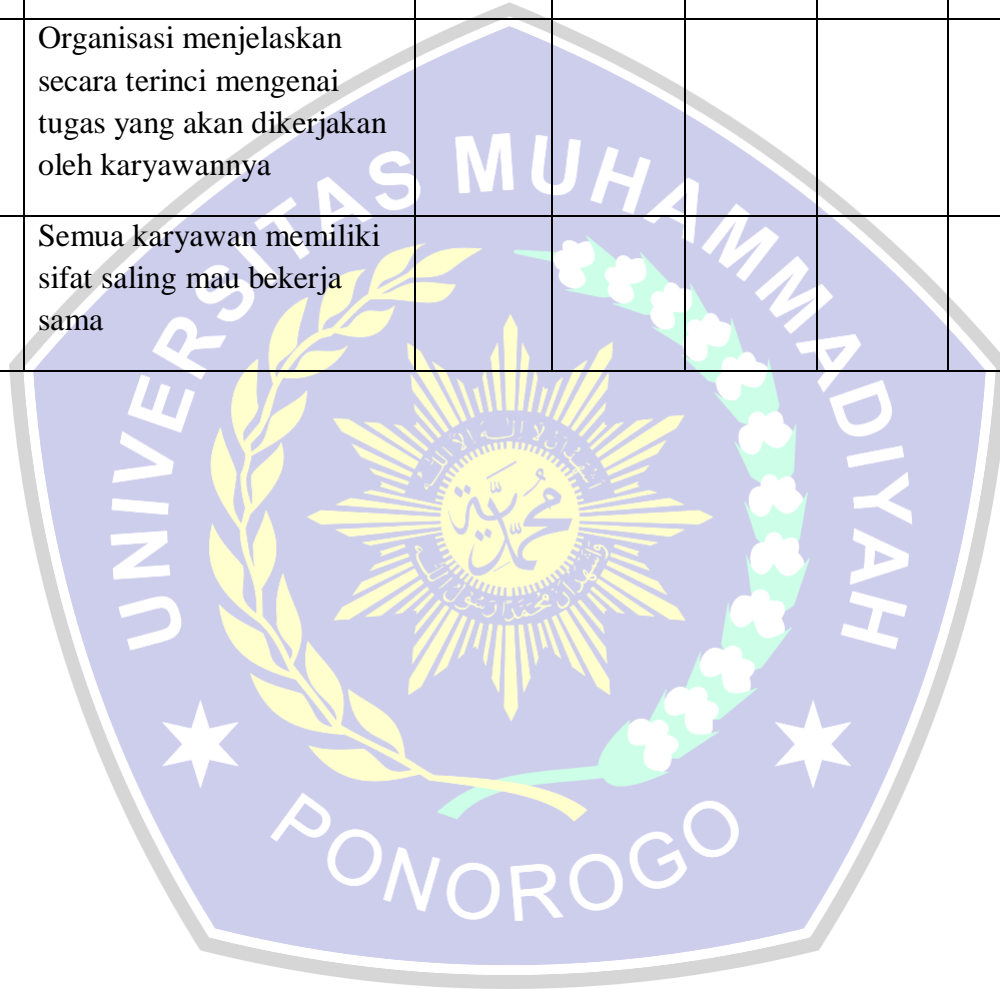 Organisasi menjelaskan
secara terinci mengenai
tugas yang akan dikerjakan
oleh karyawannya
Semua karyawan memiliki
sifat saling mau bekerja
sama
UNIVERSITAS MUHAMMADIYAH
محمدية
PONOROGO